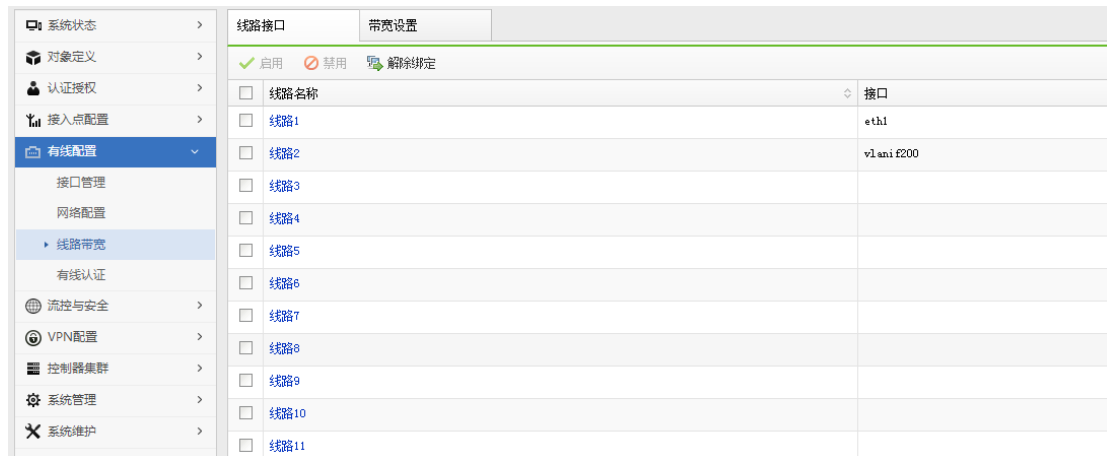 系统状态
对象定义
认证授权
接入点配置
有线配置
接口管理
网络配置
线路带宽
有线认证
流控与安全
VPN配置
控制器集群
系统管理
系统维护
线路接口 带宽设置
启用 禁用 解除绑定
线路名称 接口
线路1 eth1
线路2 vlanif200
线路3
线路4
线路5
线路6
线路7
线路8
线路9
线路10
线路11